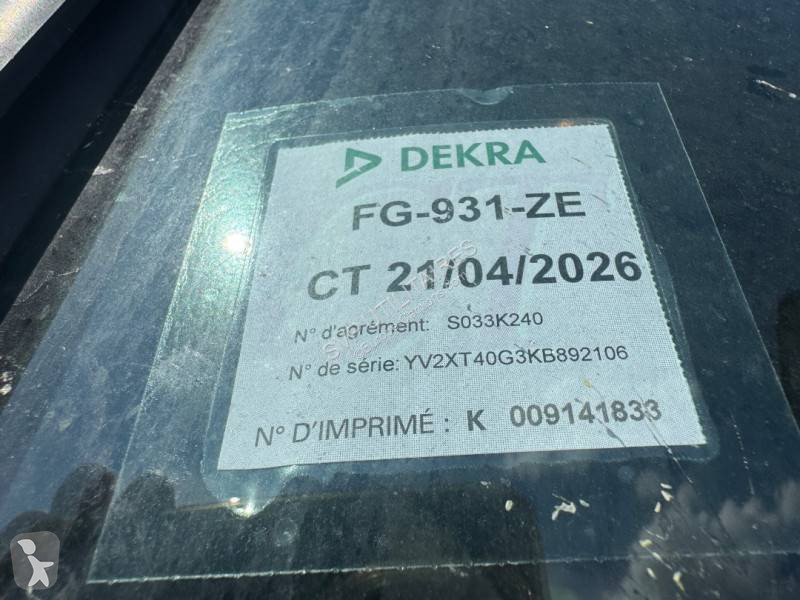 DEKRA
FG-931-ZE
CT 21/04/2026
N° d'agrément: S033K240
N° de série: YV2XT40G3KB892106
N° D'IMPRIMÉ : K 009141833